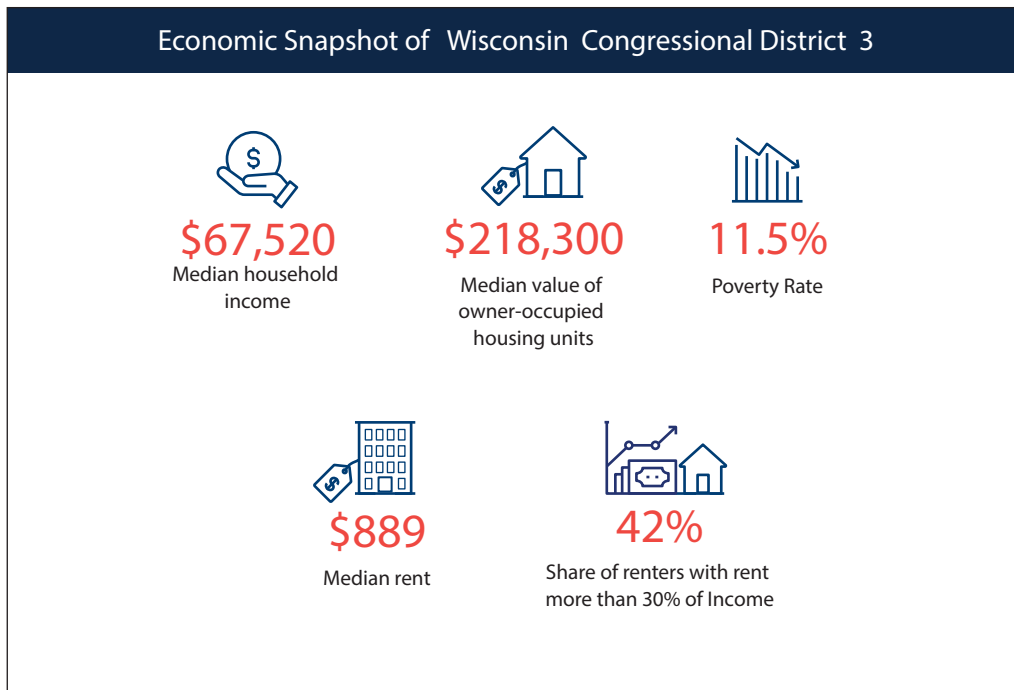 Economic Snapshot of Wisconsin Congressional District 3
$
$
$67,520
Median household
income
$218,300
Median value of
owner-occupied
housing units
11.5%
Poverty Rate
$
$889
Median rent
42%
Share of renters with rent
more than 30% of Income